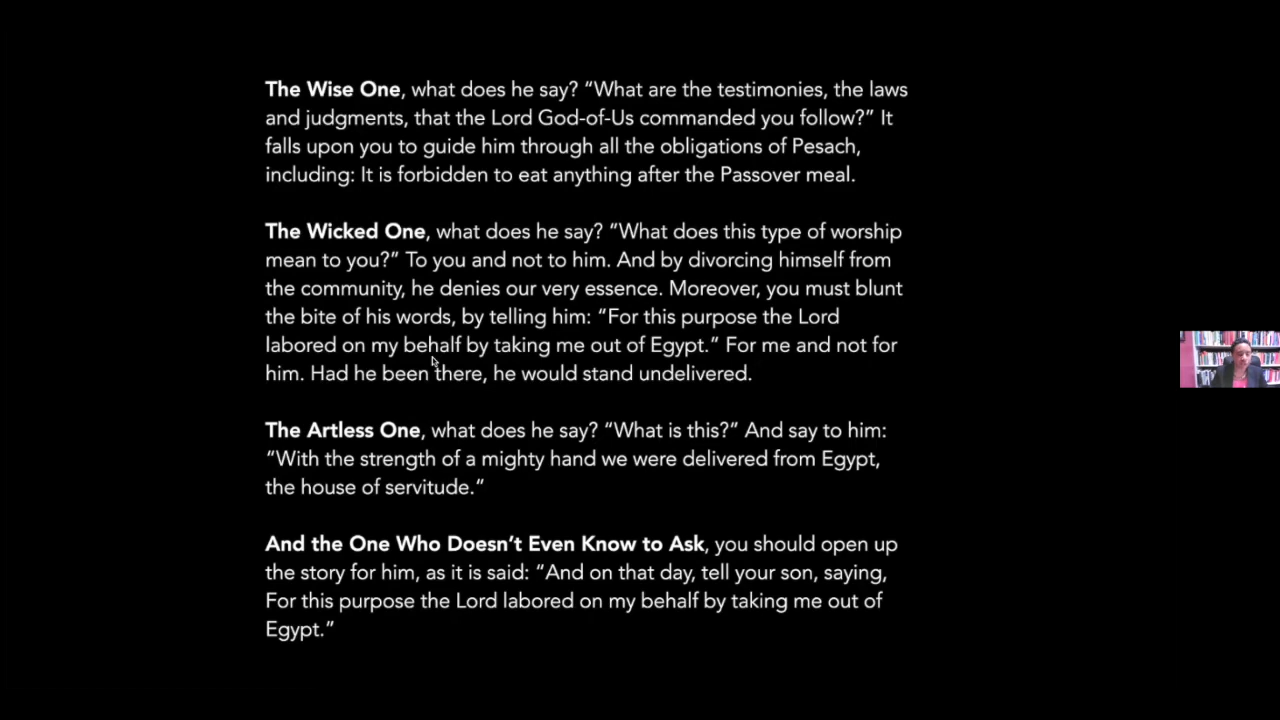 The Wise One, what does he say? “What are the testimonies, the laws
and judgments, that the Lord God-of-Us commanded you follow?” It
falls upon you to guide him through all the obligations of Pesach,
including: It is forbidden to eat anything after the Passover meal.
The Wicked One, what does he say? “What does this type of worship
mean to you?” To you and not to him. And by divorcing himself from
the community, he denies our very essence. Moreover, you must blunt
the bite of his words, by telling him: “For this purpose the Lord
labored on my behalf by taking me out of Egypt.” For me and not for
him. Had he been there, he would stand undelivered.
The Artless One, what does he say? “What is this?” And say to him:
“With the strength of a mighty hand we were delivered from Egypt,
the house of servitude.“
And the One Who Doesn’t Even Know to Ask, you should open up
the story for him, as it is said: “And on that day, tell your son, saying,
For this purpose the Lord labored on my behalf by taking me out of
Egypt.”